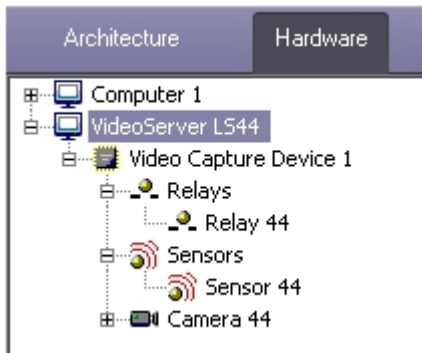 Architecture Hardware
Computer 1
VideoServer LS44
Video Capture Device 1
Relays
Relay 44
Sensors
Sensor 44
Camera 44